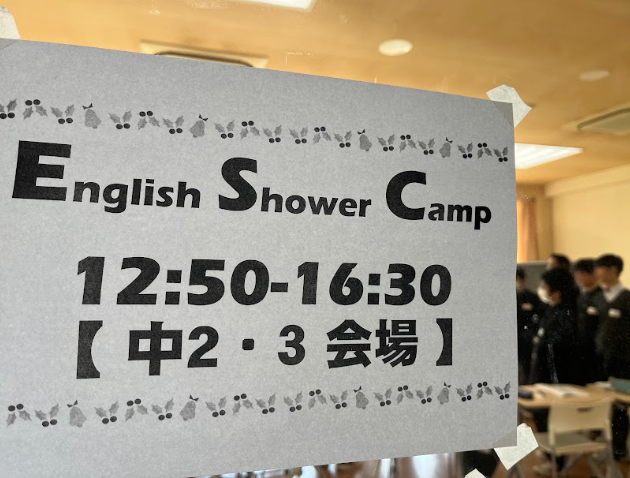 English Shower Camp
12:50-16:30
【 中2・3 会場 】